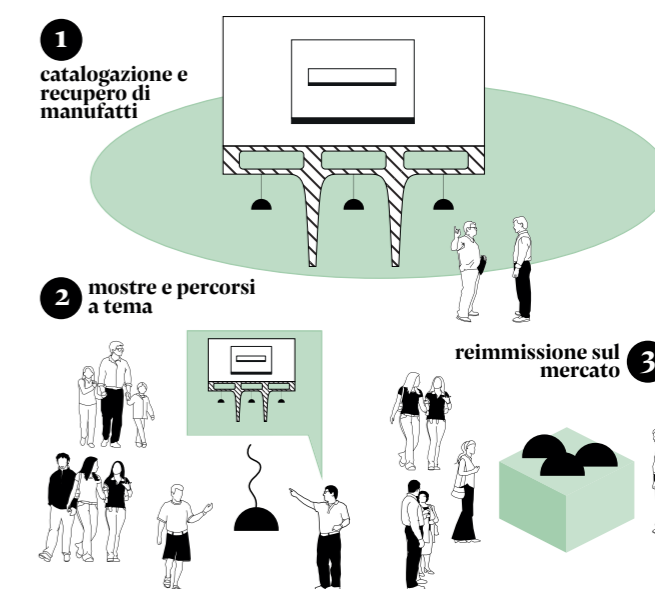 1
catalogazione e
recupero di
manufatti
2
mostre e percorsi
a tema
reimmissione sul
mercato
3